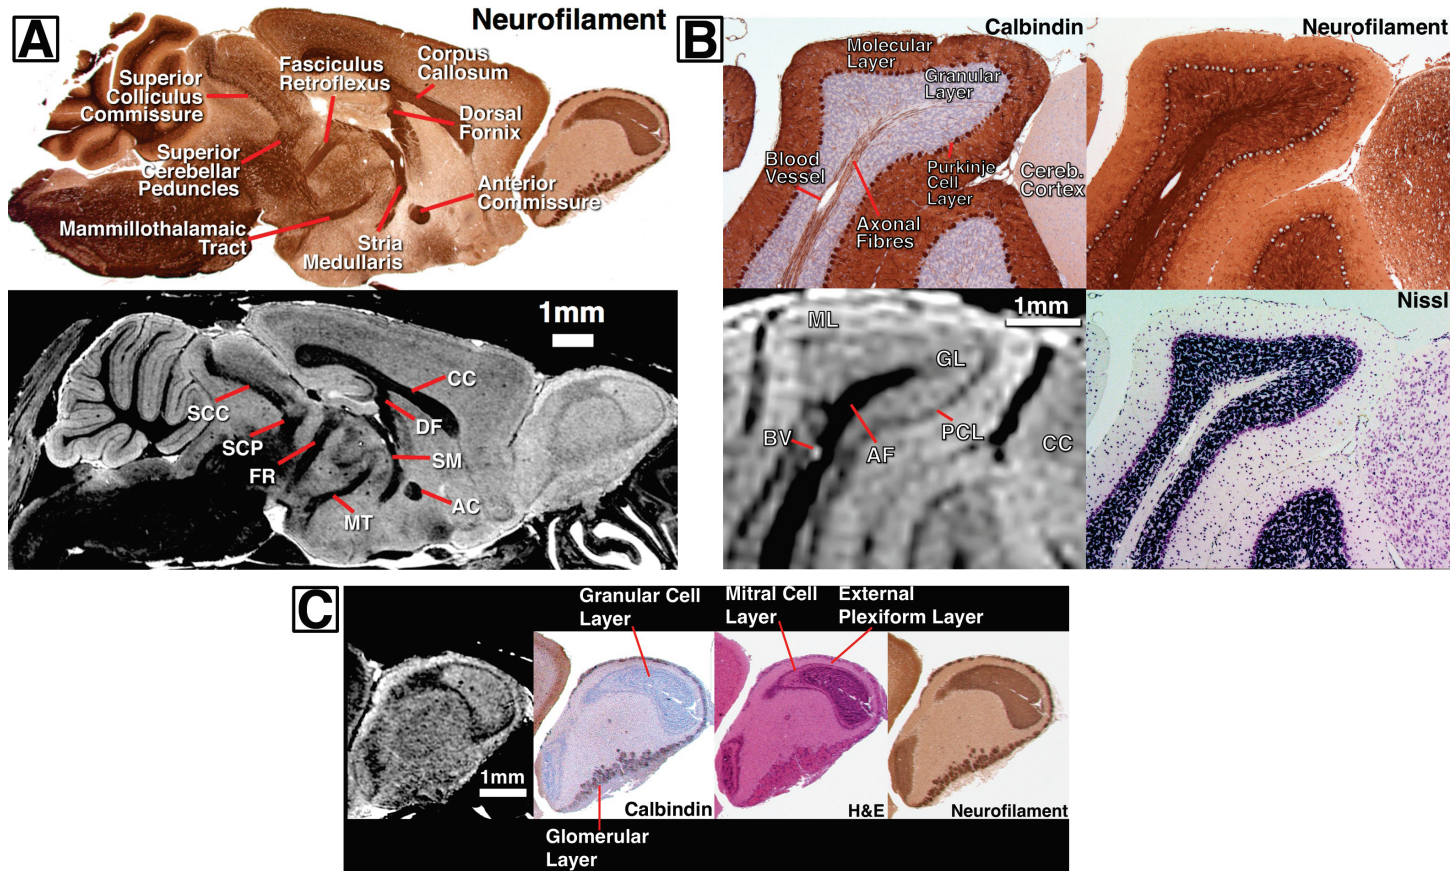 A
Neurofilament
Fasciculus
Retroflexus
Corpus
Callosum
Superior
Colliculus
Commissure
Dorsal
Fornix
Superior
Cerebellar
Peduncles
Anterior
Commissure
Mammillothalamaic
Tract
Stria
Medullaris
1mm
CC
SCC
DF
SCP
SM
FR
AC
MT
B
Calbindin
Molecular
Layer
Granular
Layer
Blood
Vessel
Purkinje
Cell
Layer
Cereb.
Cortex
Axonal
Fibres
Neurofilament
1mm
ML
GL
BV
AF
PCL
CC
Nissl
C
Granular Cell
Layer
Mitral Cell
Layer
External
Plexiform Layer
1mm
Calbindin
H&E
Neurofilament
Glomerular
Layer